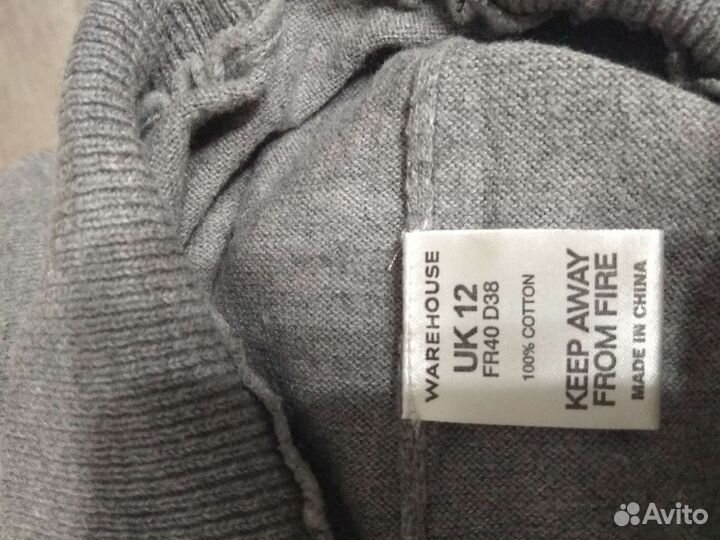 WAREHOUSE
UK 12
FR40 D38
100% COTTON
KEEP AWAY
FROM FIRE
MADE IN CHINA
Avito